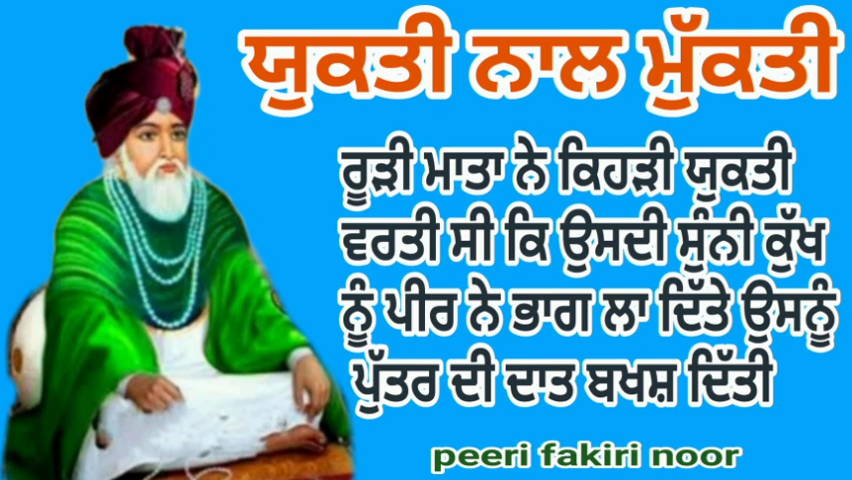 ਯੁਕਤੀ ਨਾਲ ਮੁੱਕਤੀ
ਰੂੜੀ ਮਾਤਾ ਨੇ ਕਿਹੜੀ ਯੁਕਤੀ
ਵਰਤੀ ਸੀ ਕਿ ਉਸਦੀ ਸੁੰਨੀ ਕੁੱਖ
ਨੂੰ ਪੀਰ ਨੇ ਭਾਗ ਲਾ ਦਿੱਤੇ ਉਸਨੂੰ
ਪੁੱਤਰ ਦੀ ਦਾਤ ਬਖਸ਼ ਦਿੱਤੀ
peeri fakiri noor